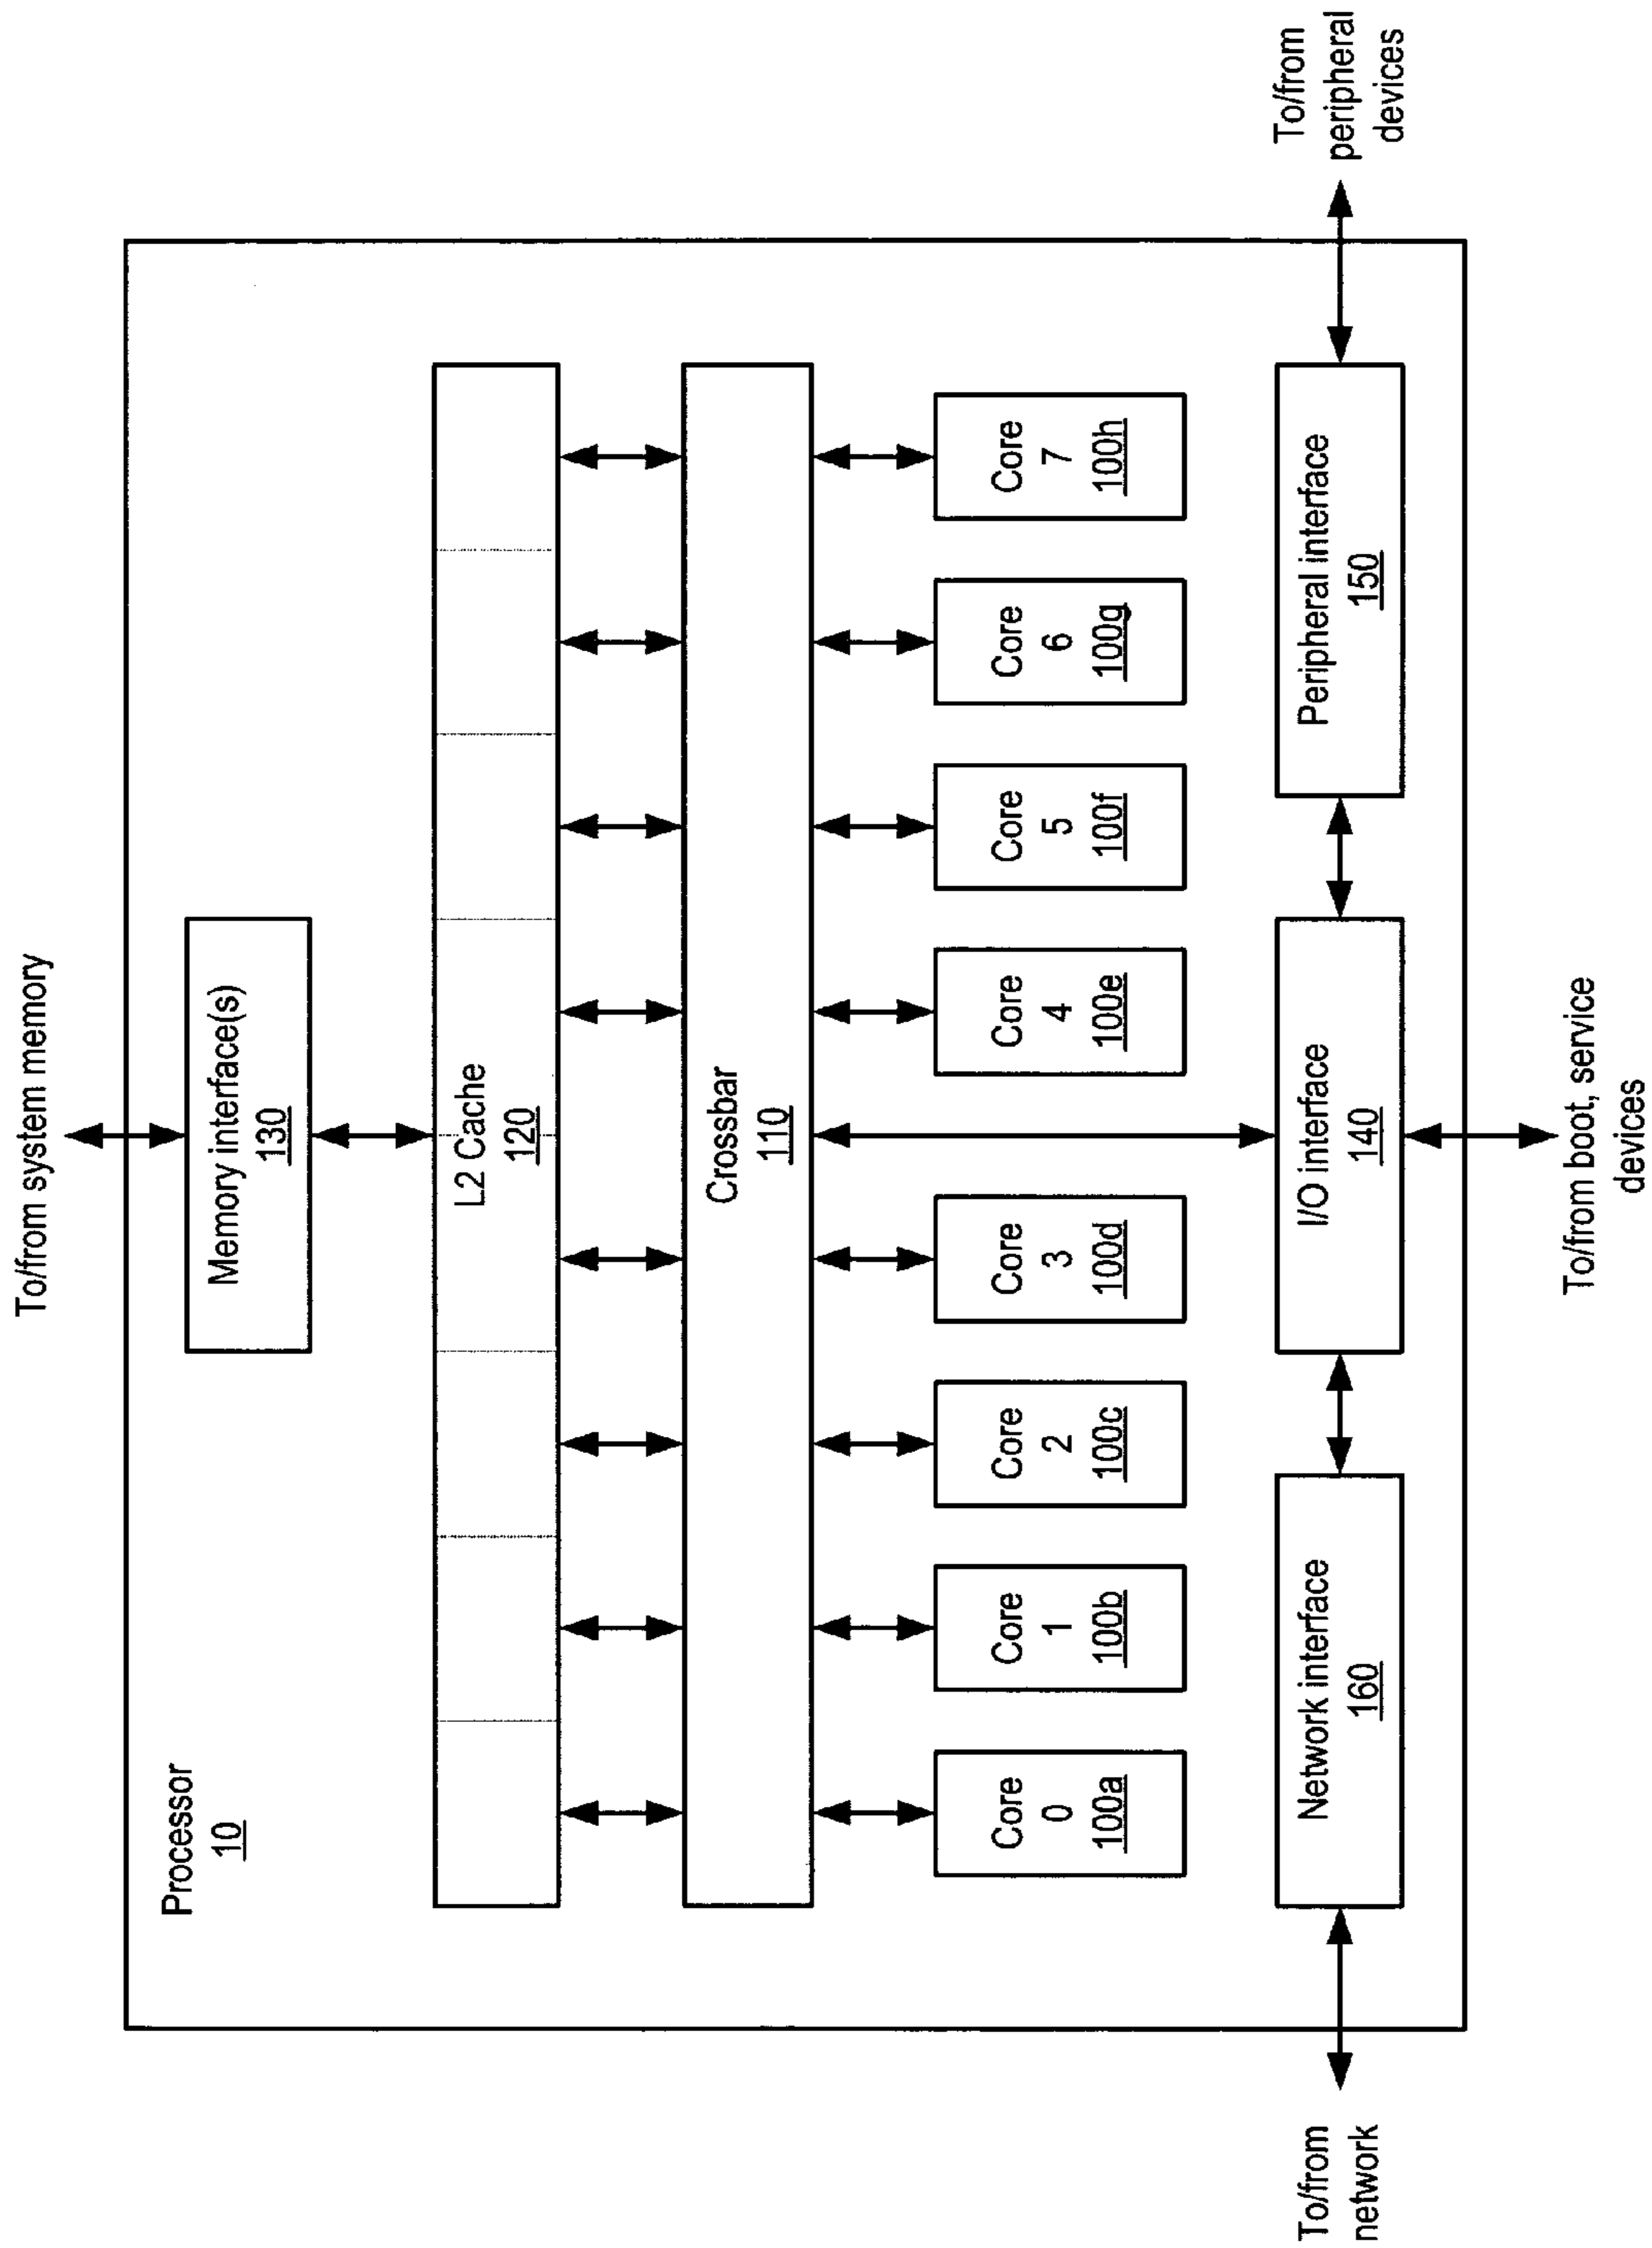 To/from system memory
Processor
10
Memory interface(s)
130
L2 Cache
120
Crossbar
110
Core
0
100a
Core
1
100b
Core
2
100c
Core
3
100d
Core
4
100e
Core
5
100f
Core
6
100g
Core
7
100h
To/from
network
Network interface
160
I/O interface
140
Peripheral interface
150
To/from
peripheral
devices
To/from boot, service
devices